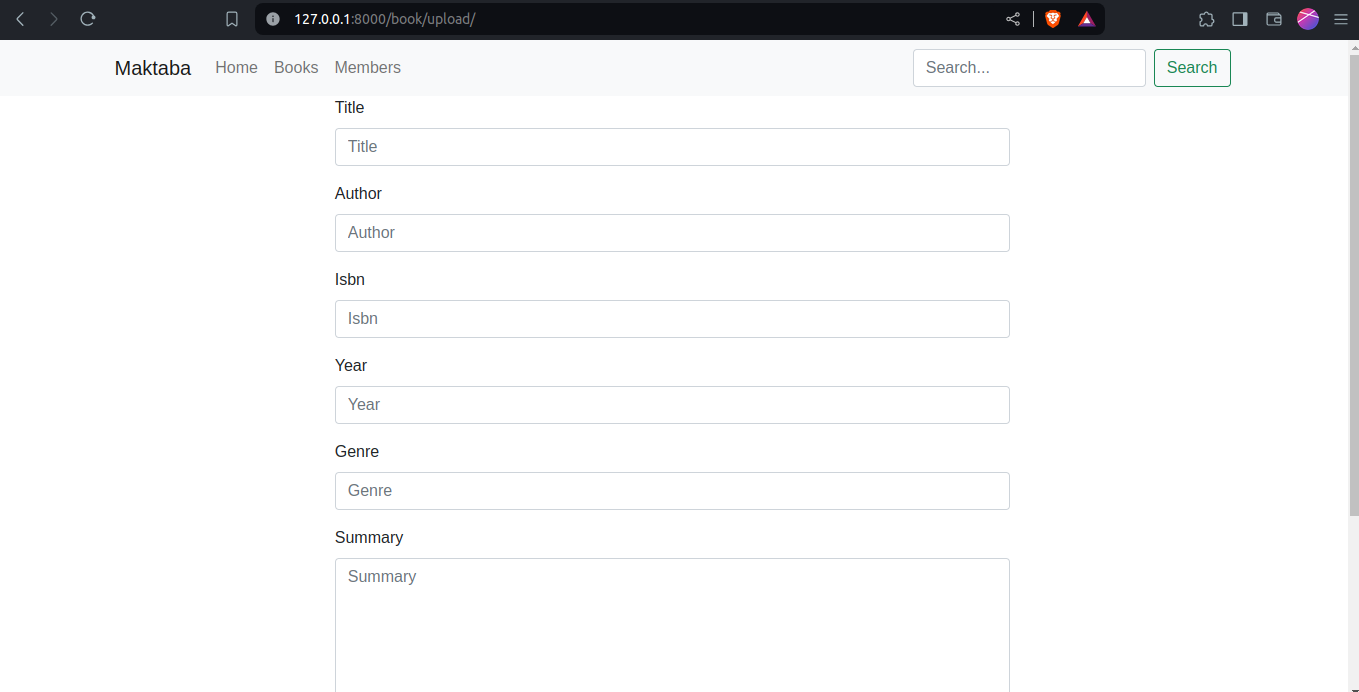 127.0.0.1:8000/book/upload/
Maktaba Home Books Members Search... Search
Title
Title
Author
Author
Isbn
Isbn
Year
Year
Genre
Genre
Summary
Summary